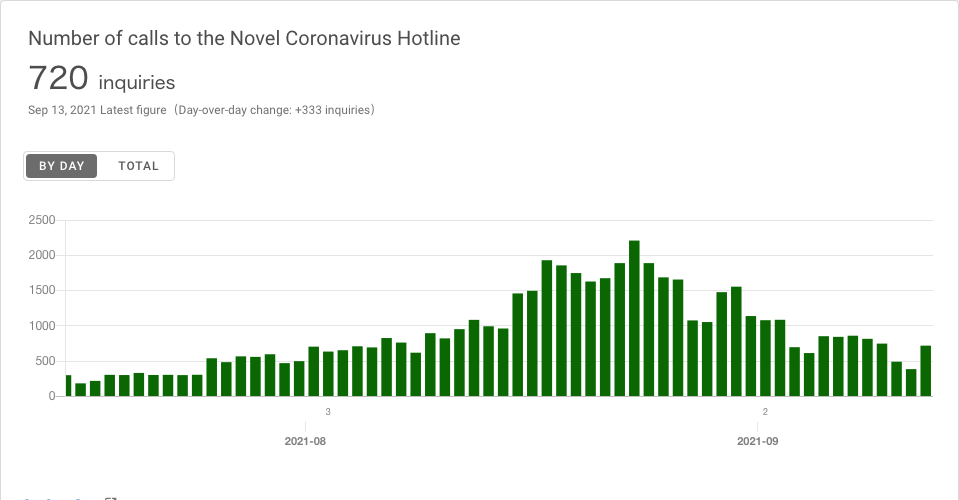 Number of calls to the Novel Coronavirus Hotline
720 inquiries
Sep 13, 2021 Latest figure（Day-over-day change: +333 inquiries）
BY DAY TOTAL
2500
2000
1500
1000
500
0
3 2
2021-08 2021-09